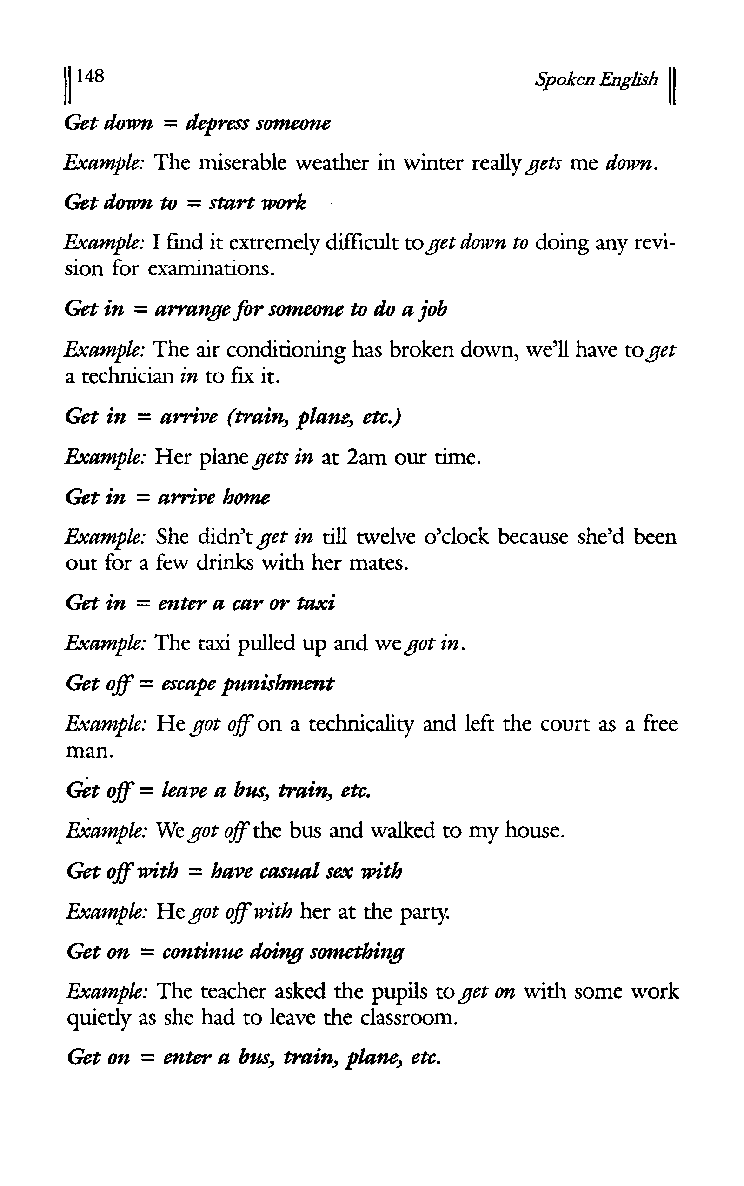 148 Spoken English
Get down = depress someone
Example: The miserable weather in winter really gets me down.
Get down to = start work
Example: I find it extremely difficult to get down to doing any revi-
sion for examinations.
Get in = arrange for someone to do a job
Example: The air conditioning has broken down, we'll have to get
a technician in to fix it.
Get in = arrive (train, plane, etc.)
Example: Her plane gets in at 2am our time.
Get in = arrive home
Example: She didn't get in till twelve o'clock because she'd been
out for a few drinks with her mates.
Get in = enter a car or taxi
Example: The taxi pulled up and we got in.
Get off = escape punishment
Example: He got off on a technicality and left the court as a free
man.
Get off = leave a bus, train, etc.
Example: We got off the bus and walked to my house.
Get off with = have casual sex with
Example: He got off with her at the party.
Get on = continue doing something
Example: The teacher asked the pupils to get on with some work
quietly as she had to leave the classroom.
Get on = enter a bus, train, plane, etc.